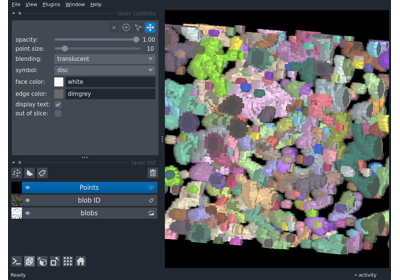 File View Plugins Window Help
layer controls
opacity: 1.00
point size: 10
blending: translucent
symbol: disc
face color: white
edge color: dimgrey
display text:
out of slice:
layer list
Points
blob ID
blobs
Ready
activity